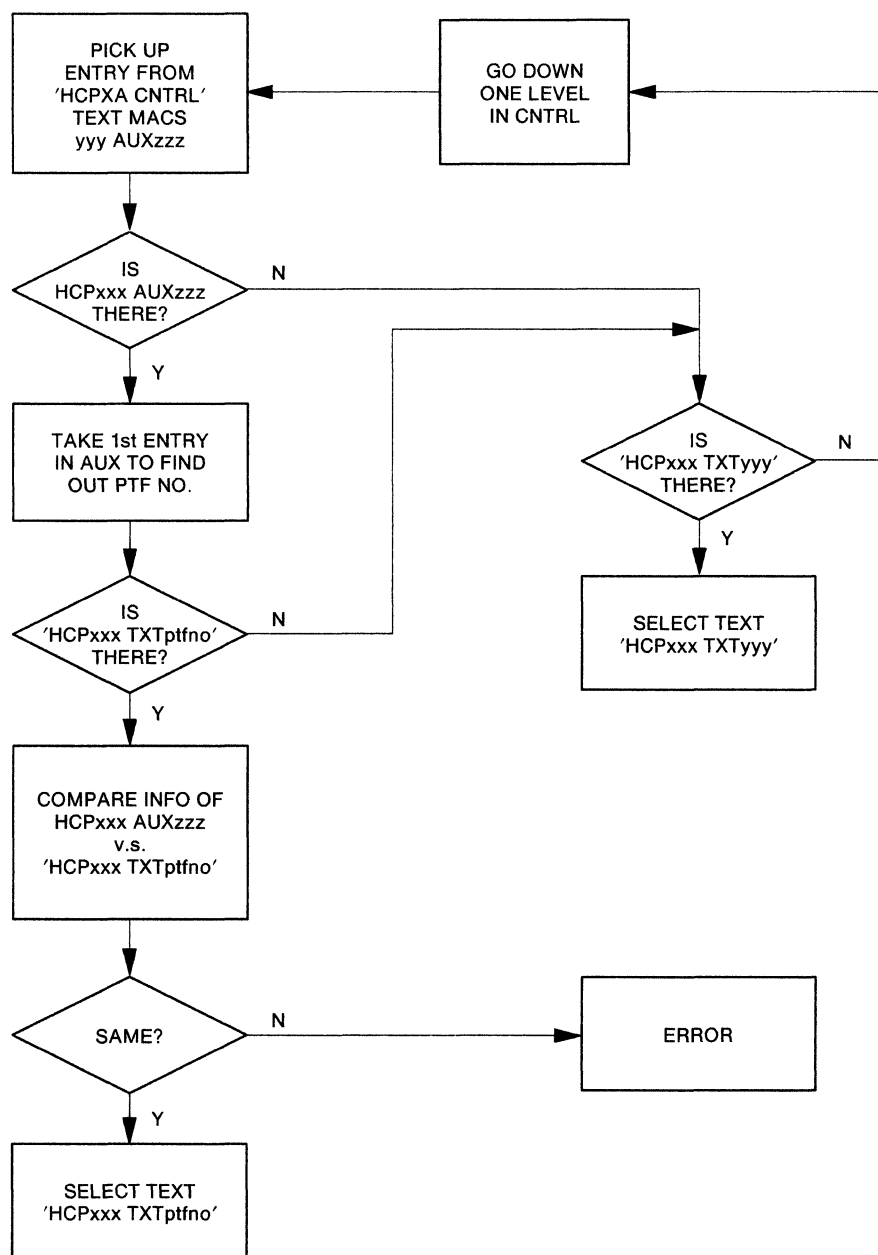 PICK UP
ENTRY FROM
'HCPXA CNTRL'
TEXT MACS
yyy AUXzzz
GO DOWN
ONE LEVEL
IN CNTRL
IS
HCPxxx AUXzzz
THERE?
N
Y
TAKE 1st ENTRY
IN AUX TO FIND
OUT PTF NO.
IS
'HCPxxx TXTyyy'
THERE?
N
Y
SELECT TEXT
'HCPxxx TXTyyy'
IS
'HCPxxx TXTptfno'
THERE?
N
Y
COMPARE INFO OF
HCPxxx AUXzzz
v.s.
'HCPxxx TXTptfno'
SAME?
N
ERROR
Y
SELECT TEXT
'HCPxxx TXTptfno'